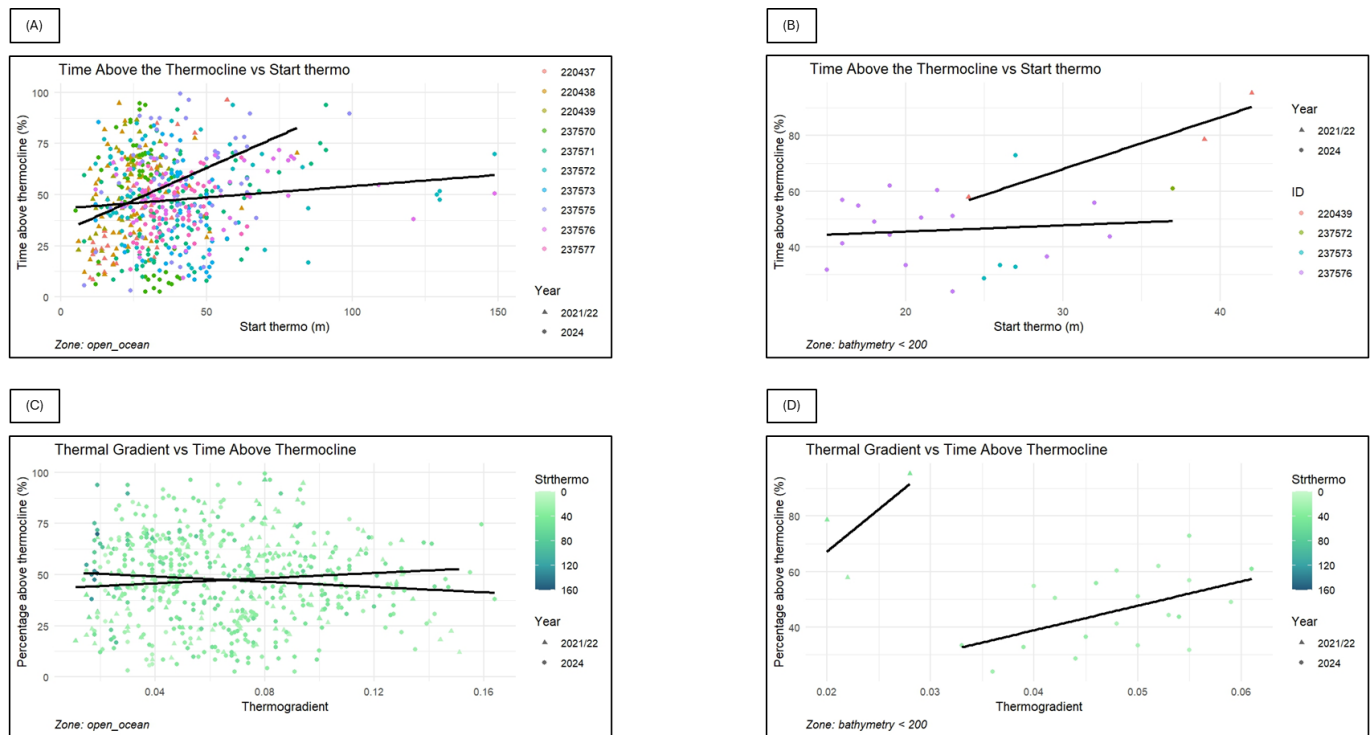 (A)
Time Above the Thermocline vs Start thermo
Time above thermocline (%)
100
75
50
25
0
0 50 100 150
Start thermo (m)
Zone: open_ocean
220437
220438
220439
237570
237571
237572
237573
237575
237576
237577
Year
2021/22
2024
(B)
Time Above the Thermocline vs Start thermo
Time above thermocline (%)
80
60
40
20 30 40
Start thermo (m)
Zone: bathymetry < 200
Year
2021/22
2024
ID
220439
237572
237573
237576
(C)
Thermal Gradient vs Time Above Thermocline
Percentage above thermocline (%)
100
75
50
25
0
0.04 0.08 0.12 0.16
Thermogradient
Zone: open_ocean
Strthermo
0
40
80
120
160
Year
2021/22
2024
(D)
Thermal Gradient vs Time Above Thermocline
Percentage above thermocline (%)
80
60
40
0.02 0.03 0.04 0.05 0.06
Thermogradient
Zone: bathymetry < 200
Strthermo
0
40
80
120
160
Year
2021/22
2024